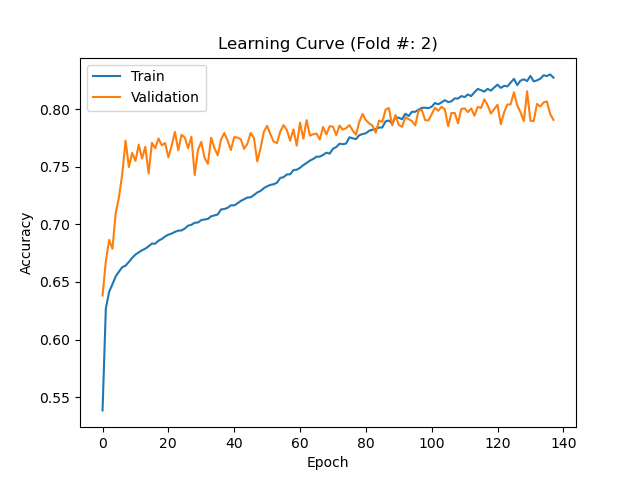 Learning Curve (Fold #: 2)
Train
Validation
0.80
0.75
0.70
0.65
0.60
0.55
Accuracy
0 20 40 60 80 100 120 140
Epoch